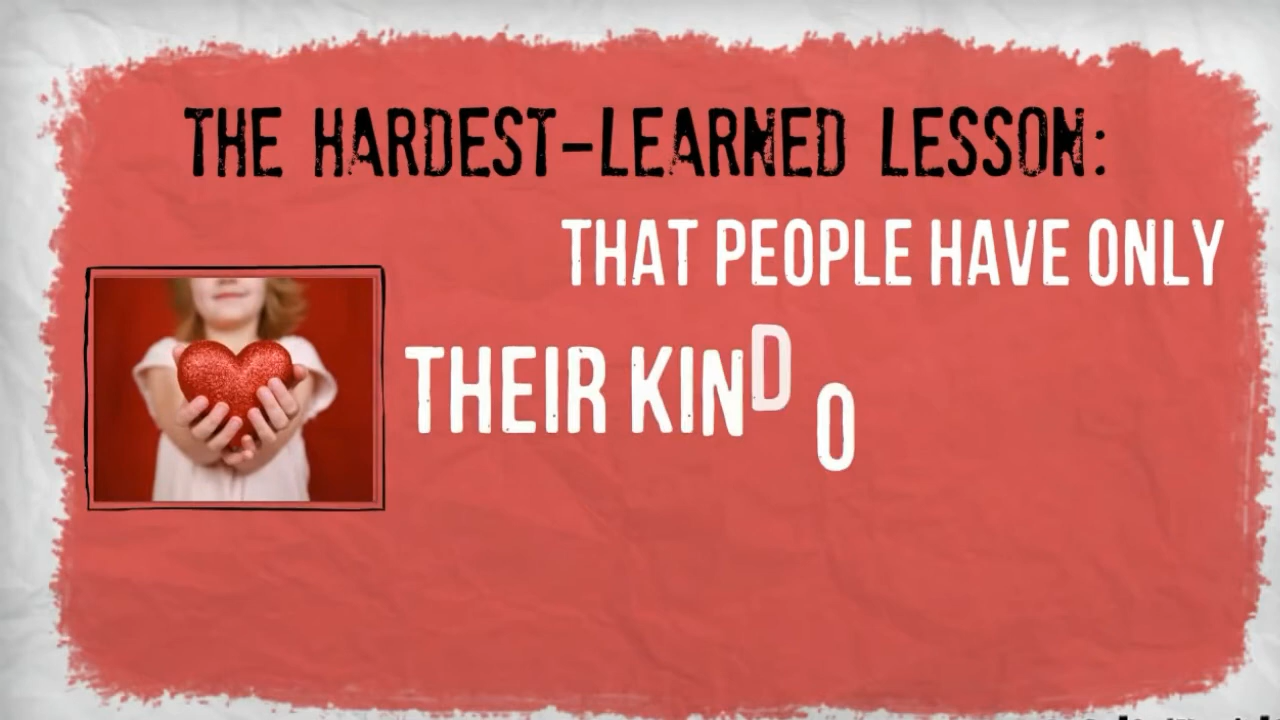 THE HARDEST-LEARNED LESSON:
THAT PEOPLE HAVE ONLY
THEIR KIND O